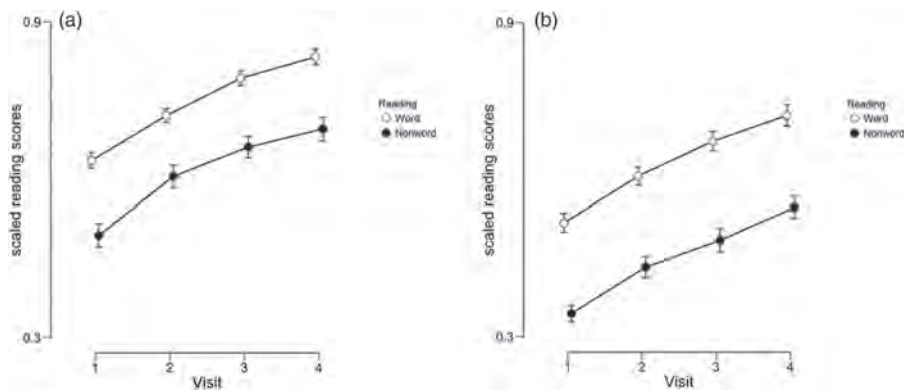 (a)
0.9
scaled reading scores
0.3
1 2 3 4
Visit
Reading
Word
Nonword
(b)
0.9
scaled reading scores
0.3
1 2 3 4
Visit
Reading
Word
Nonword